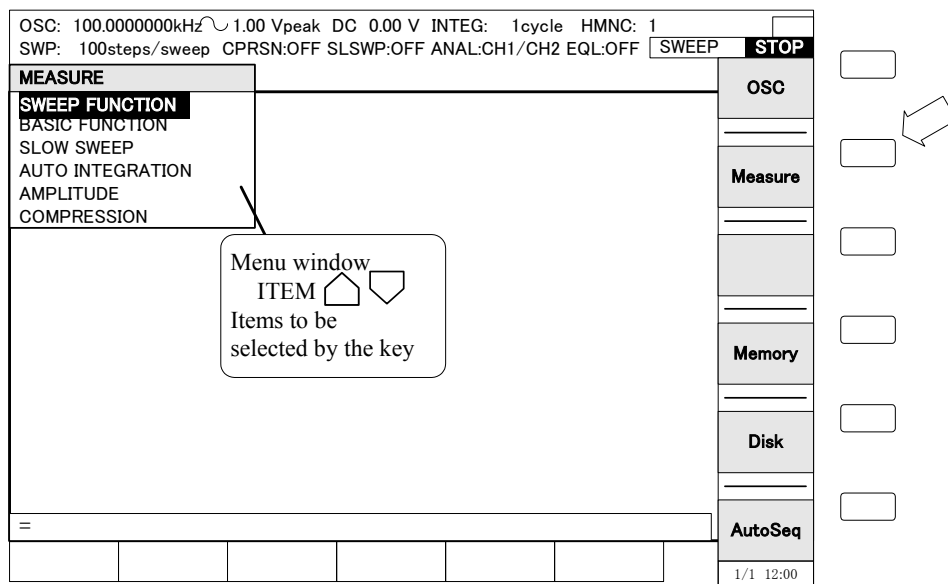 OSC: 100.0000000kHz 1.00 Vpeak DC 0.00 V INTEG: 1cycle HMNC: 1
SWP: 100steps/sweep CPRSN:OFF SLSWP:OFF ANAL:CH1/CH2 EQL:OFF SWEEP STOP
MEASURE
SWEEP FUNCTION
BASIC FUNCTION
SLOW SWEEP
AUTO INTEGRATION
AMPLITUDE
COMPRESSION
Menu window
ITEM
Items to be
selected by the key
OSC
Measure
Memory
Disk
AutoSeq
=
1/1 12:00